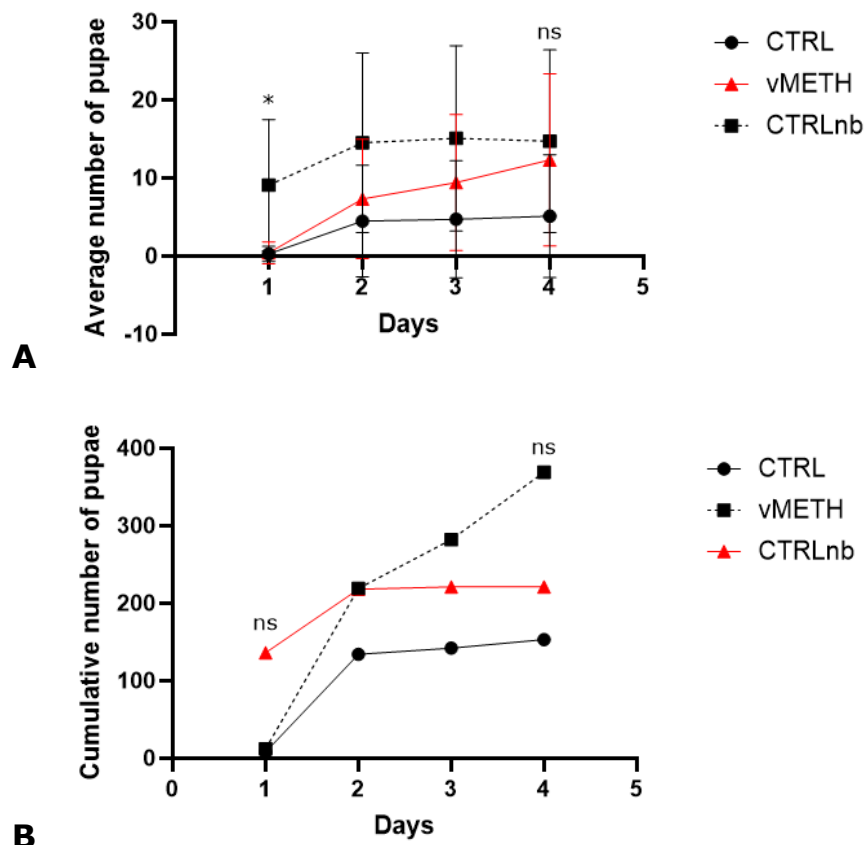 30
20
10
0
-10
Average number of pupae
*
ns
1 2 3 4 5
Days
CTRL
vMETH
CTRLnb
A
400
300
200
100
0
Cumulative number of pupae
ns
ns
0 1 2 3 4 5
Days
CTRL
vMETH
CTRLnb
B